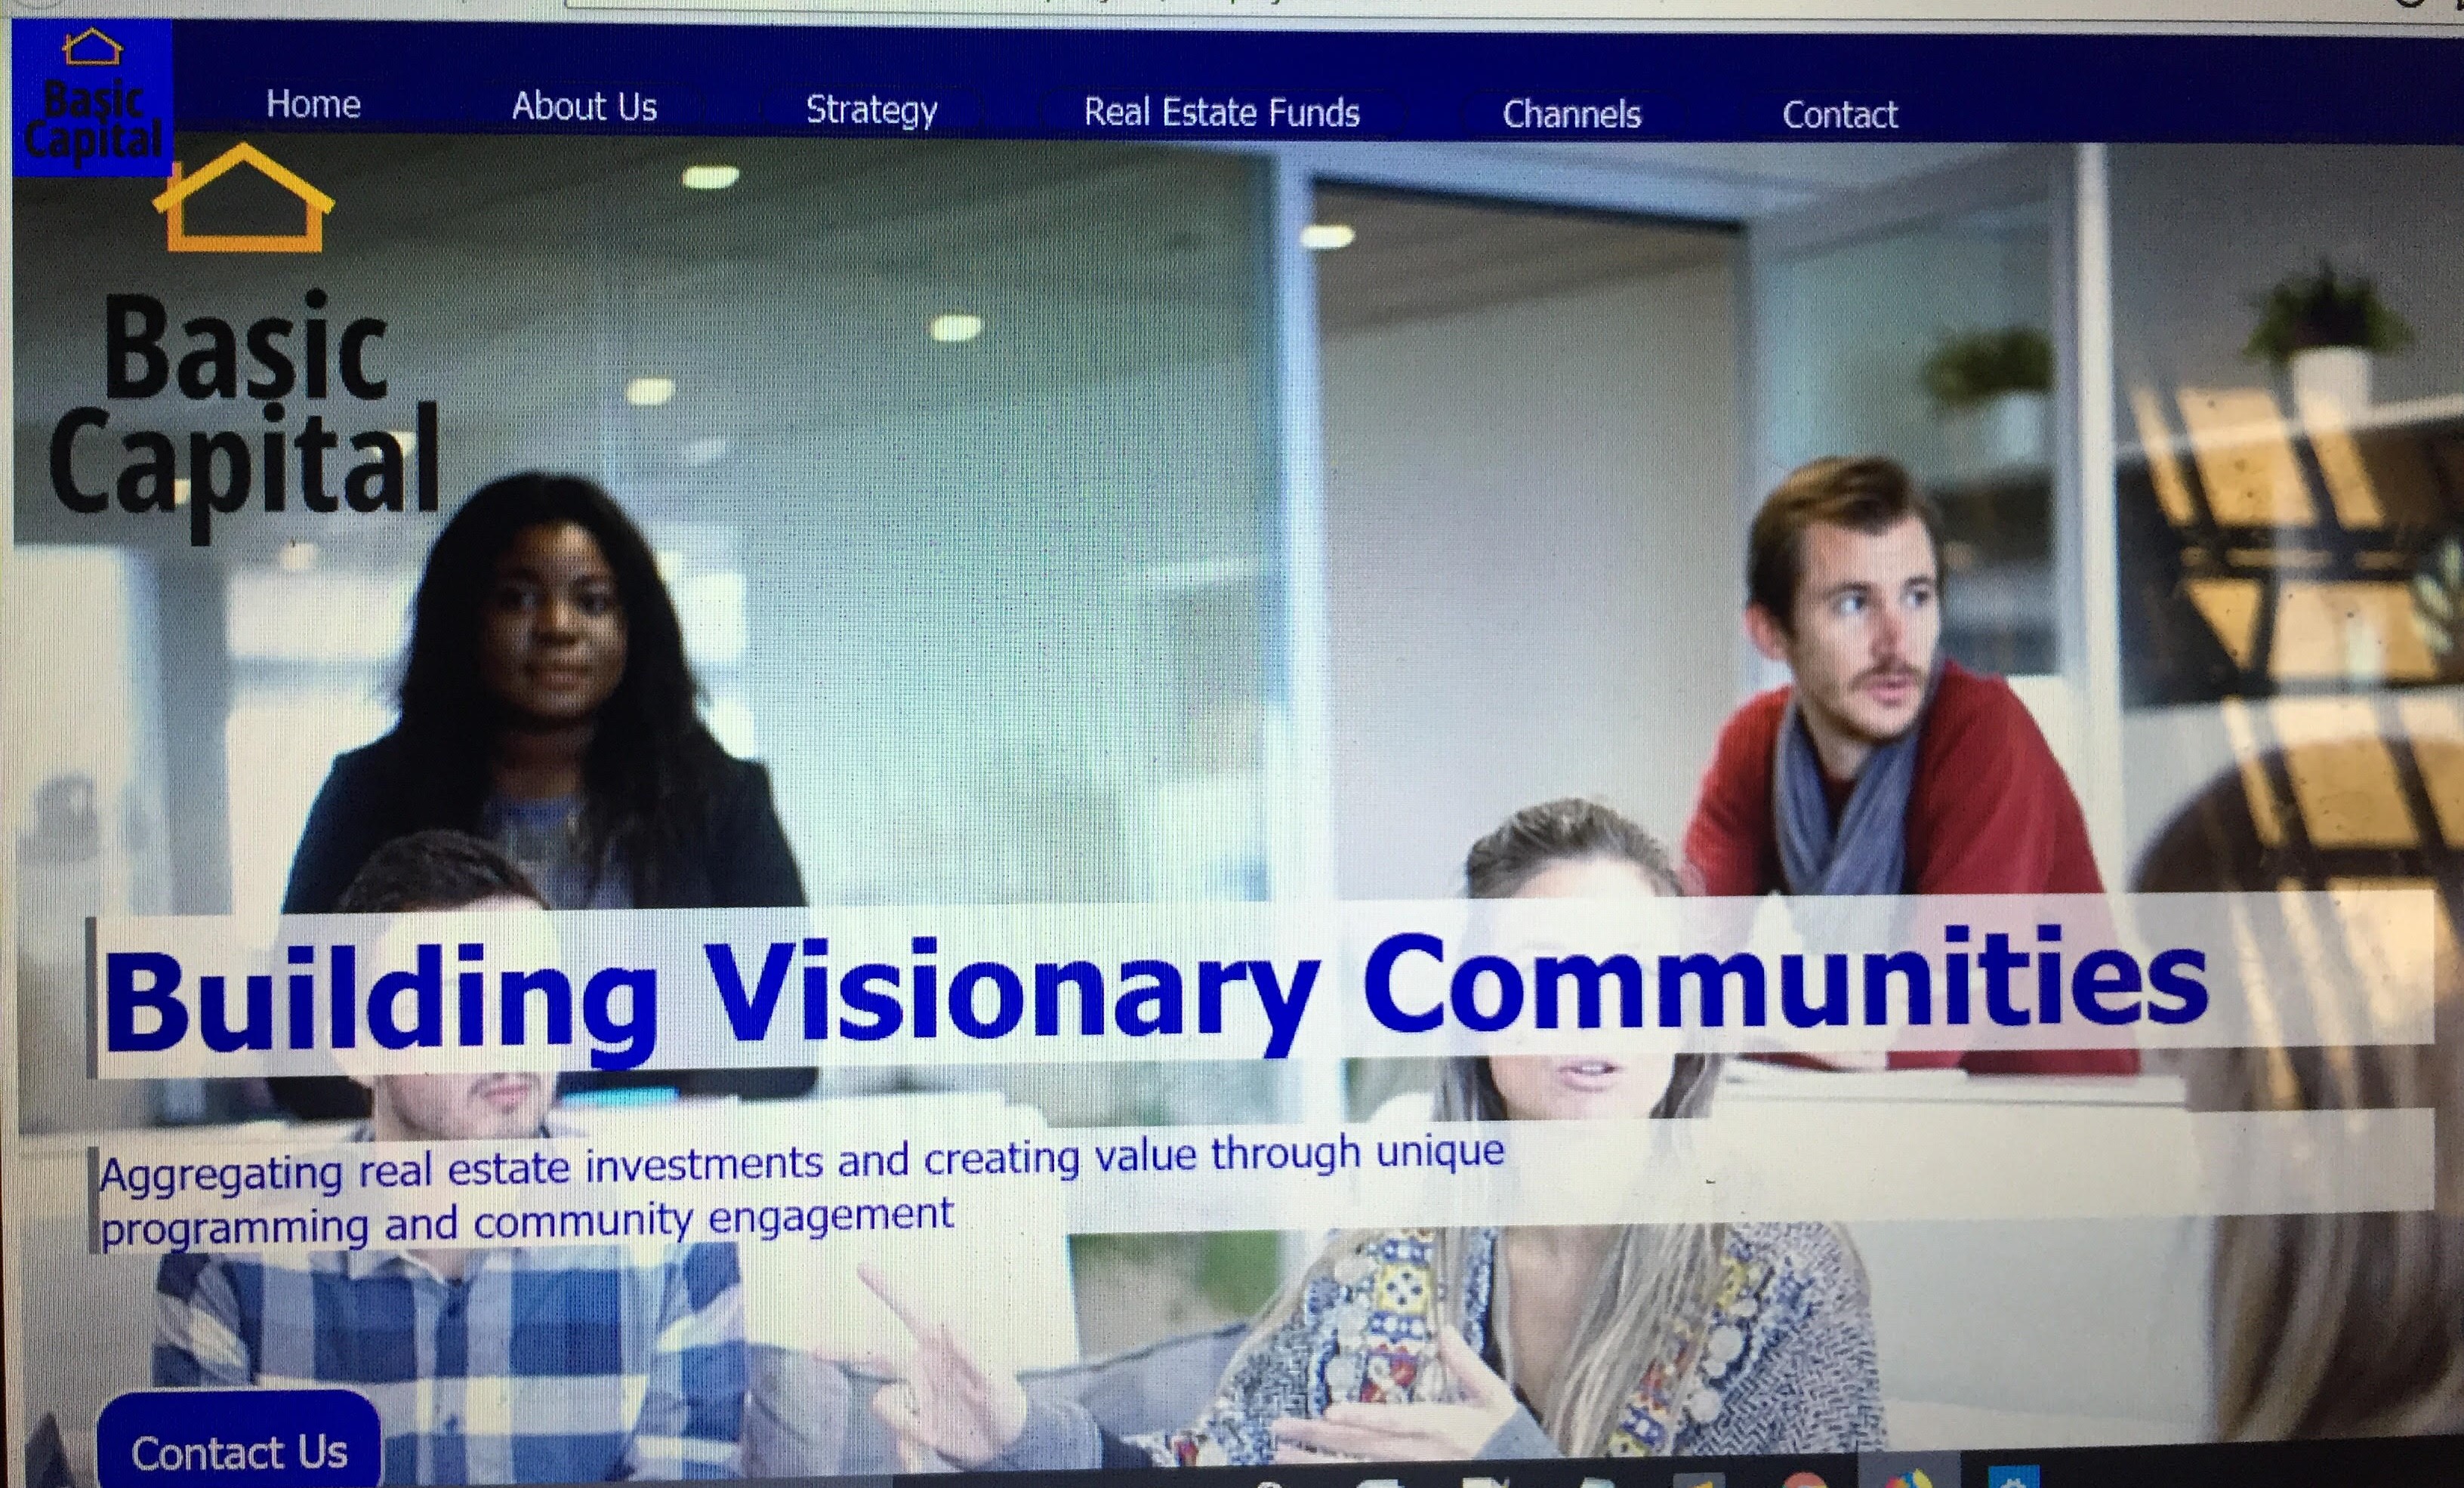 Basic
Capital
Home
About Us
Strategy
Real Estate Funds
Channels
Contact
Basic
Capital
Building Visionary Communities
Aggregating real estate investments and creating value through unique
programming and community engagement
Contact Us